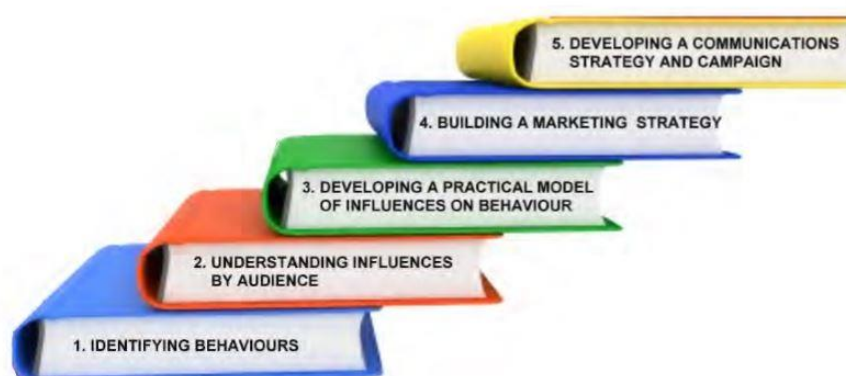 5. DEVELOPING A COMMUNICATIONS
STRATEGY AND CAMPAIGN
4. BUILDING A MARKETING STRATEGY
3. DEVELOPING A PRACTICAL MODEL
OF INFLUENCES ON BEHAVIOUR
2. UNDERSTANDING INFLUENCES
BY AUDIENCE
1. IDENTIFYING BEHAVIOURS